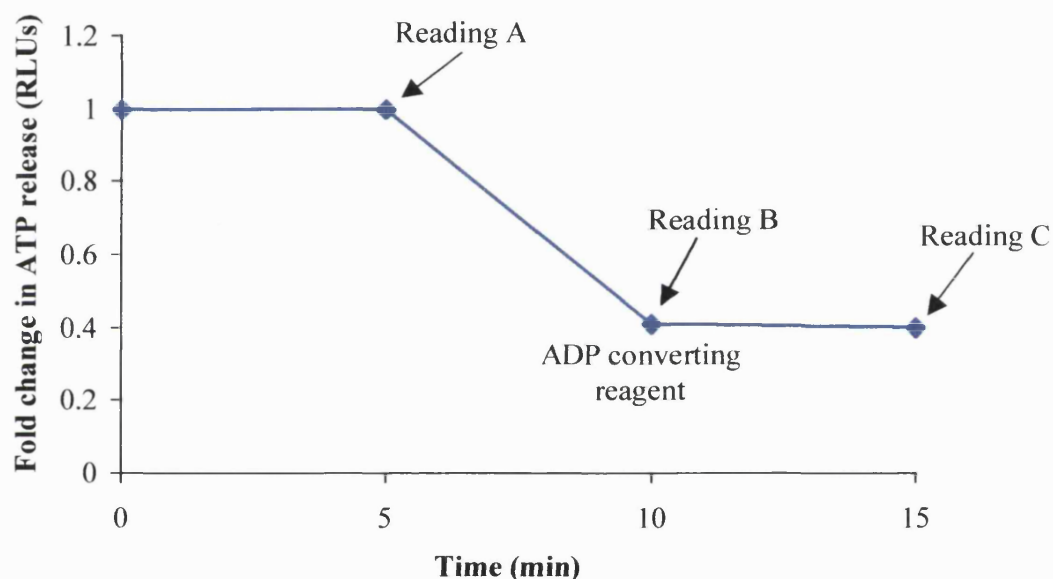 Fold change in ATP release (RLUs)
1.2
1
0.8
0.6
0.4
0.2
0
Reading A
Reading B
Reading C
ADP converting
reagent
0
5
10
15
Time (min)